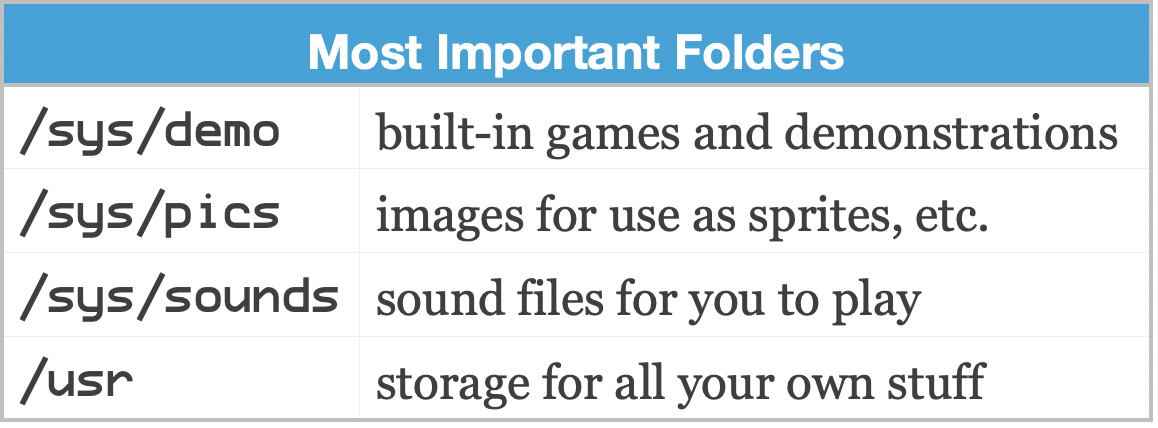 Most Important Folders
/sys/demo built-in games and demonstrations
/sys/pics images for use as sprites, etc.
/sys/sounds sound files for you to play
/usr storage for all your own stuff